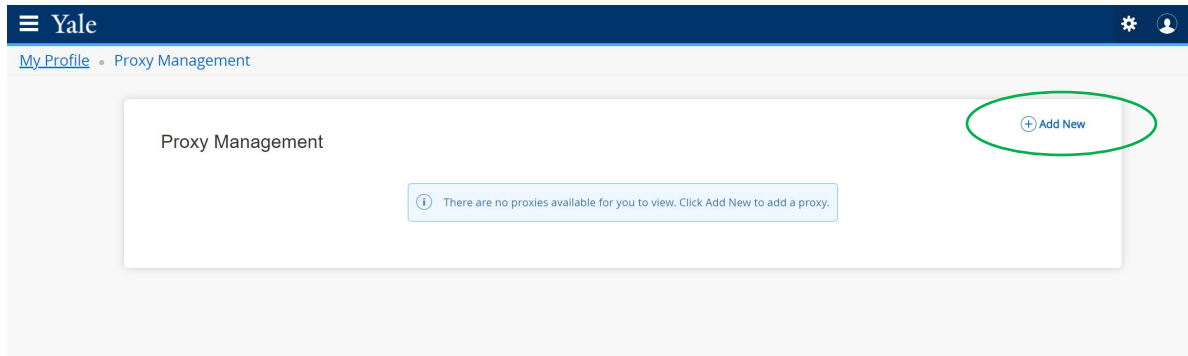 Yale
My Profile • Proxy Management
Add New
Proxy Management
There are no proxies available for you to view. Click Add New to add a proxy.